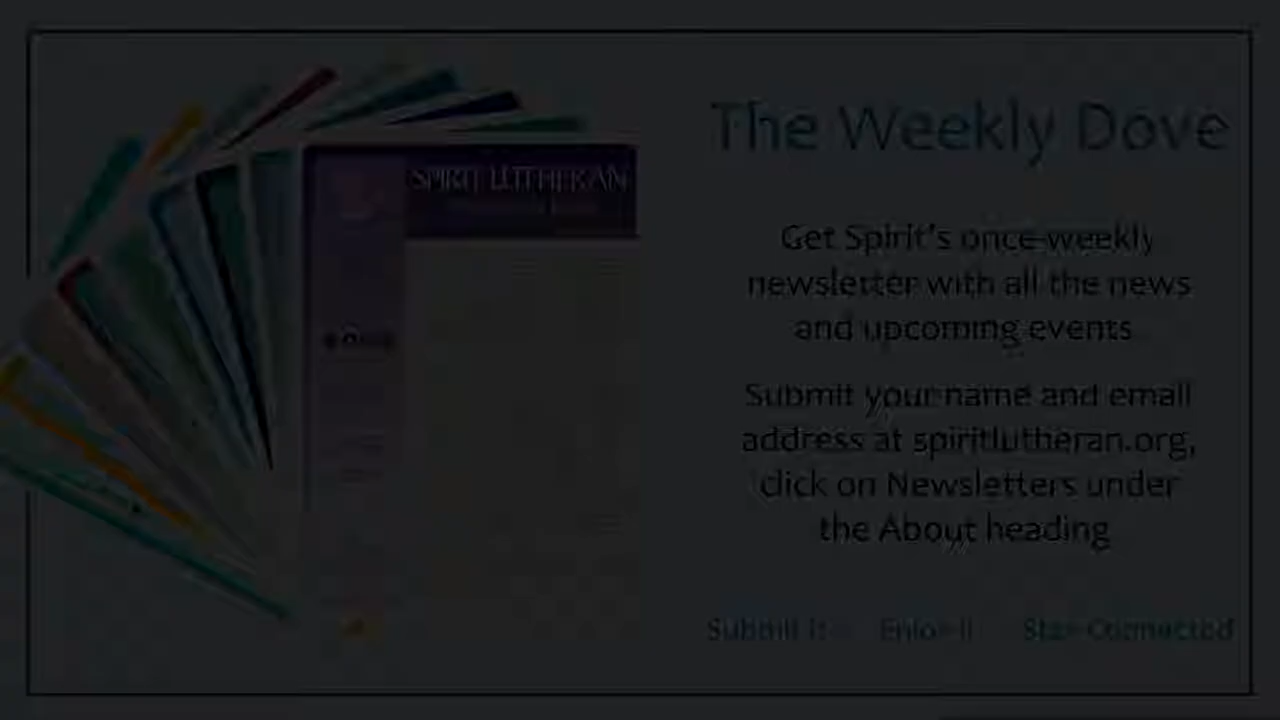 SPIRIT LUTHERAN
The Weekly Dove
Get Spirit's once-weekly
newsletter with all the news
and upcoming events
Submit your name and email
address at spiritlutheran.org,
click on Newsletters under
the About heading
Submit It Enjoy It Stay Connected